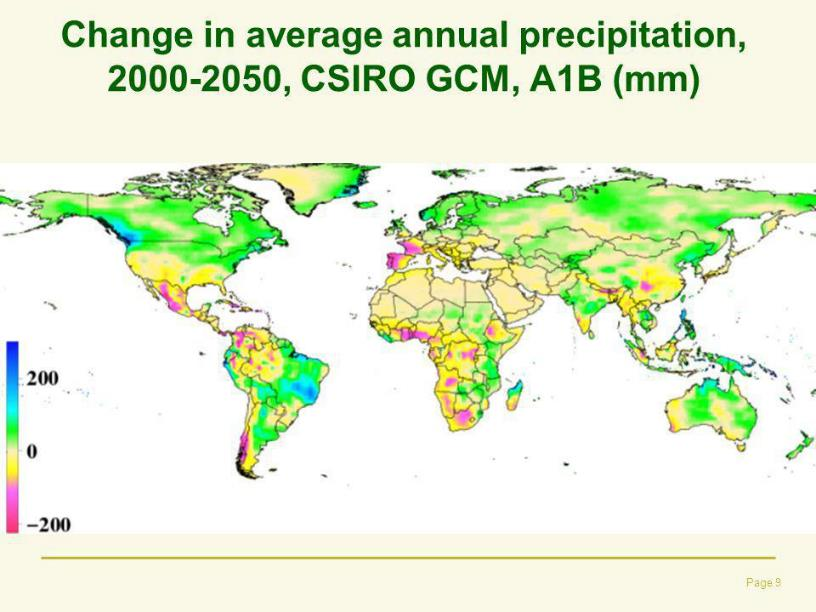 Change in average annual precipitation,
2000-2050, CSIRO GCM, A1B (mm)
200
0
−200
Page 9